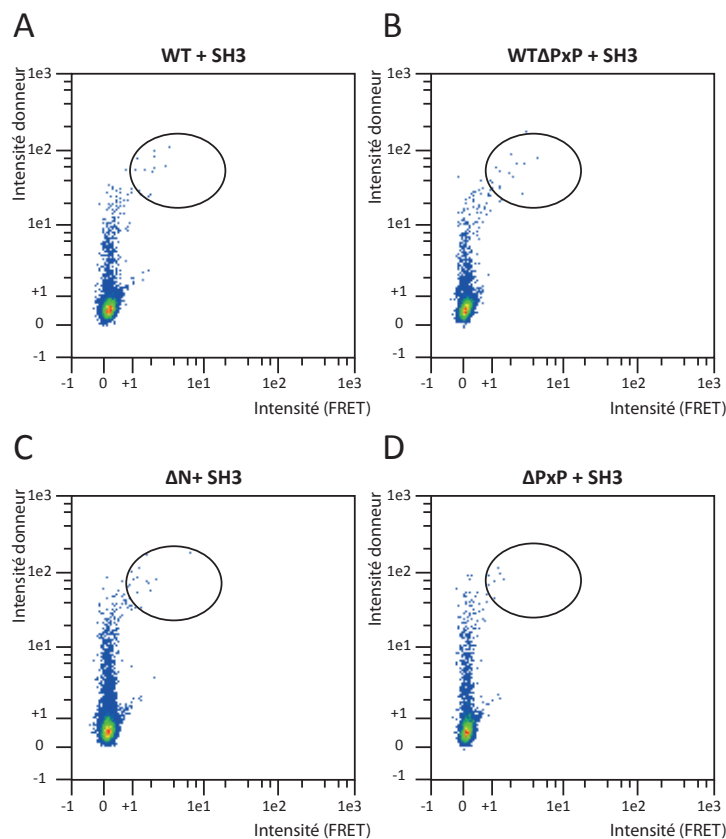 A
WT + SH3
Intensité donneur
1e3
1e2
1e1
+1
0
-1
-1 0 +1 1e1 1e2 1e3
Intensité (FRET)
B
WTΔPxP + SH3
Intensité donneur
1e3
1e2
1e1
+1
0
-1
-1 0 +1 1e1 1e2 1e3
Intensité (FRET)
C
ΔN+ SH3
Intensité donneur
1e3
1e2
1e1
+1
0
-1
-1 0 +1 1e1 1e2 1e3
Intensité (FRET)
D
ΔPxP + SH3
Intensité donneur
1e3
1e2
1e1
+1
0
-1
-1 0 +1 1e1 1e2 1e3
Intensité (FRET)